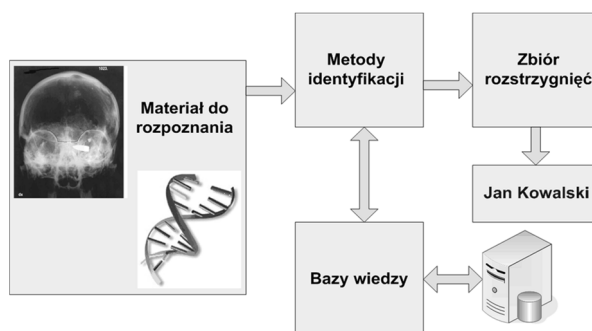 Materiał do
rozpoznania
Metody
identyfikacji
Zbiór
rozstrzygnięć
Jan Kowalski
Bazy wiedzy